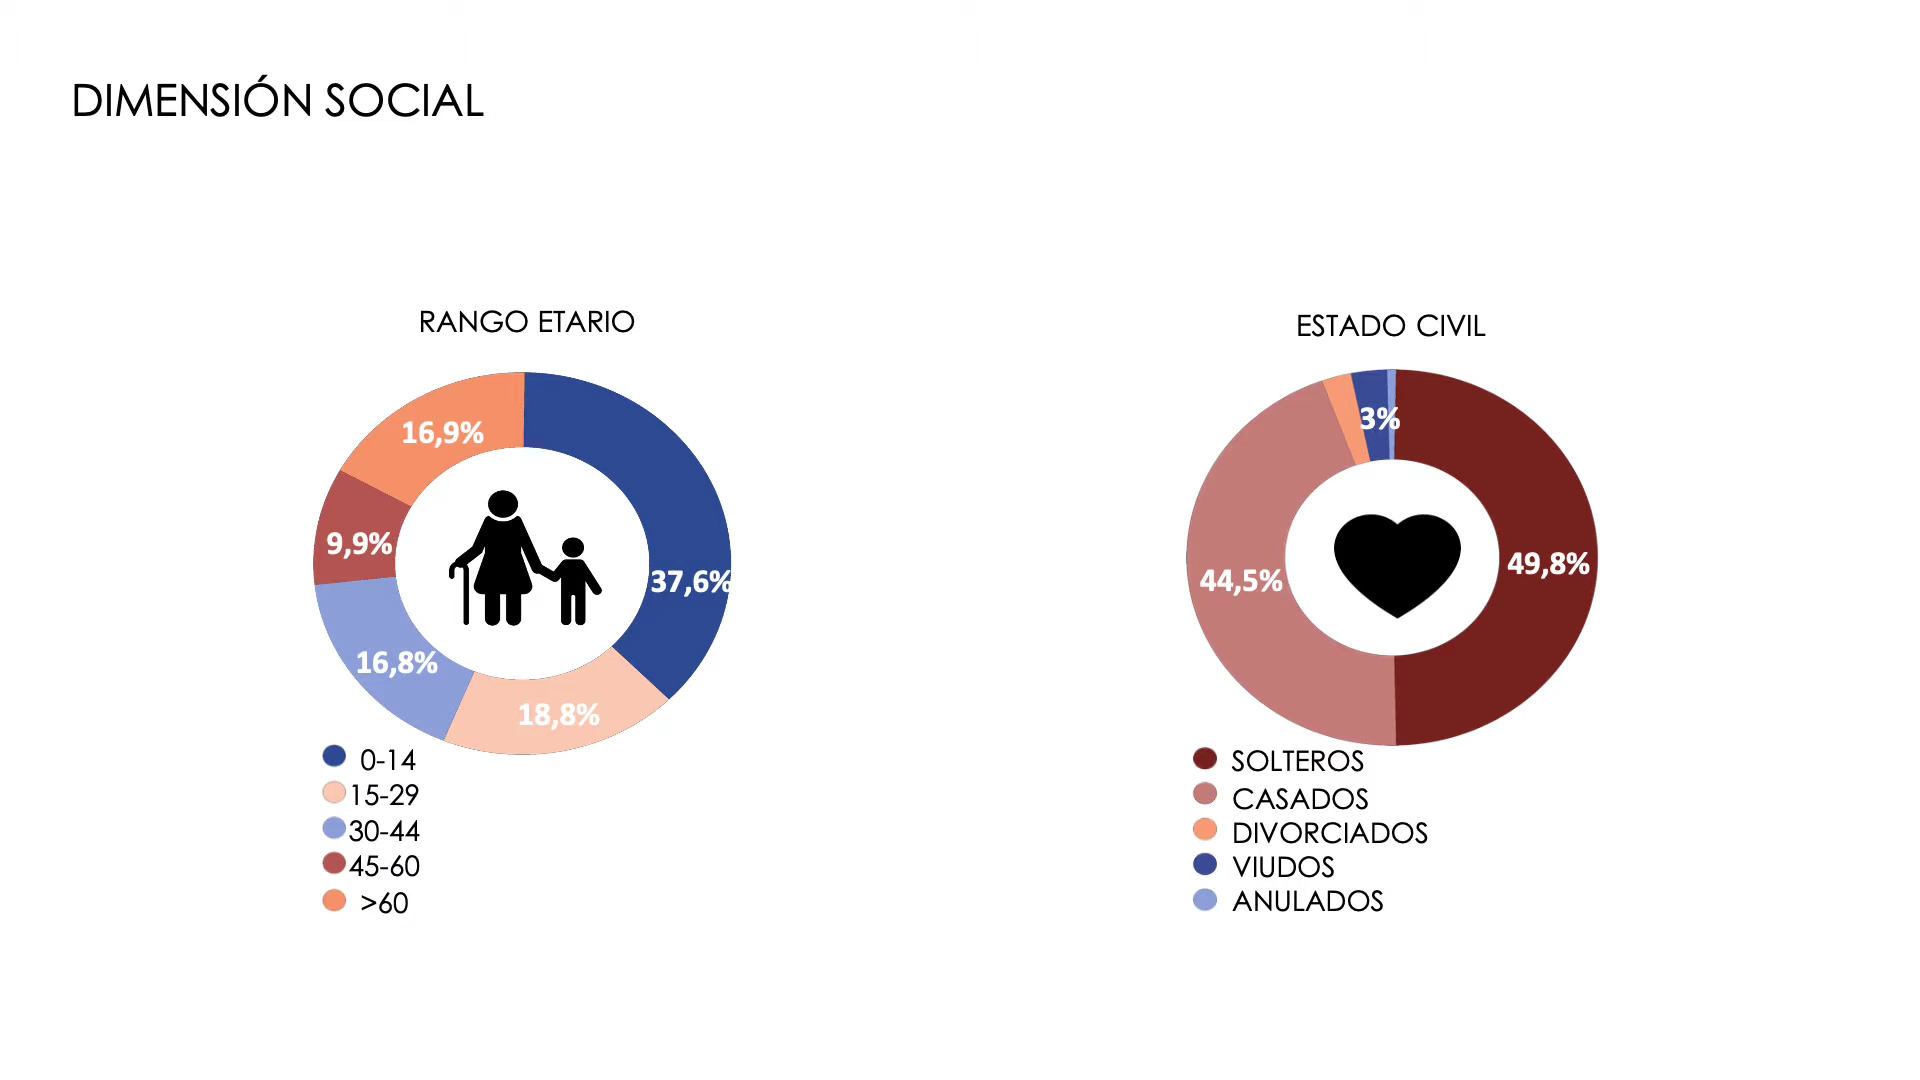 DIMENSIÓN SOCIAL
RANGO ETARIO
16,9%
9,9%
37,6%
16,8%
18,8%
0-14
15-29
30-44
45-60
>60
ESTADO CIVIL
3%
49,8%
44,5%
SOLTEROS
CASADOS
DIVORCIADOS
VIUDOS
ANULADOS